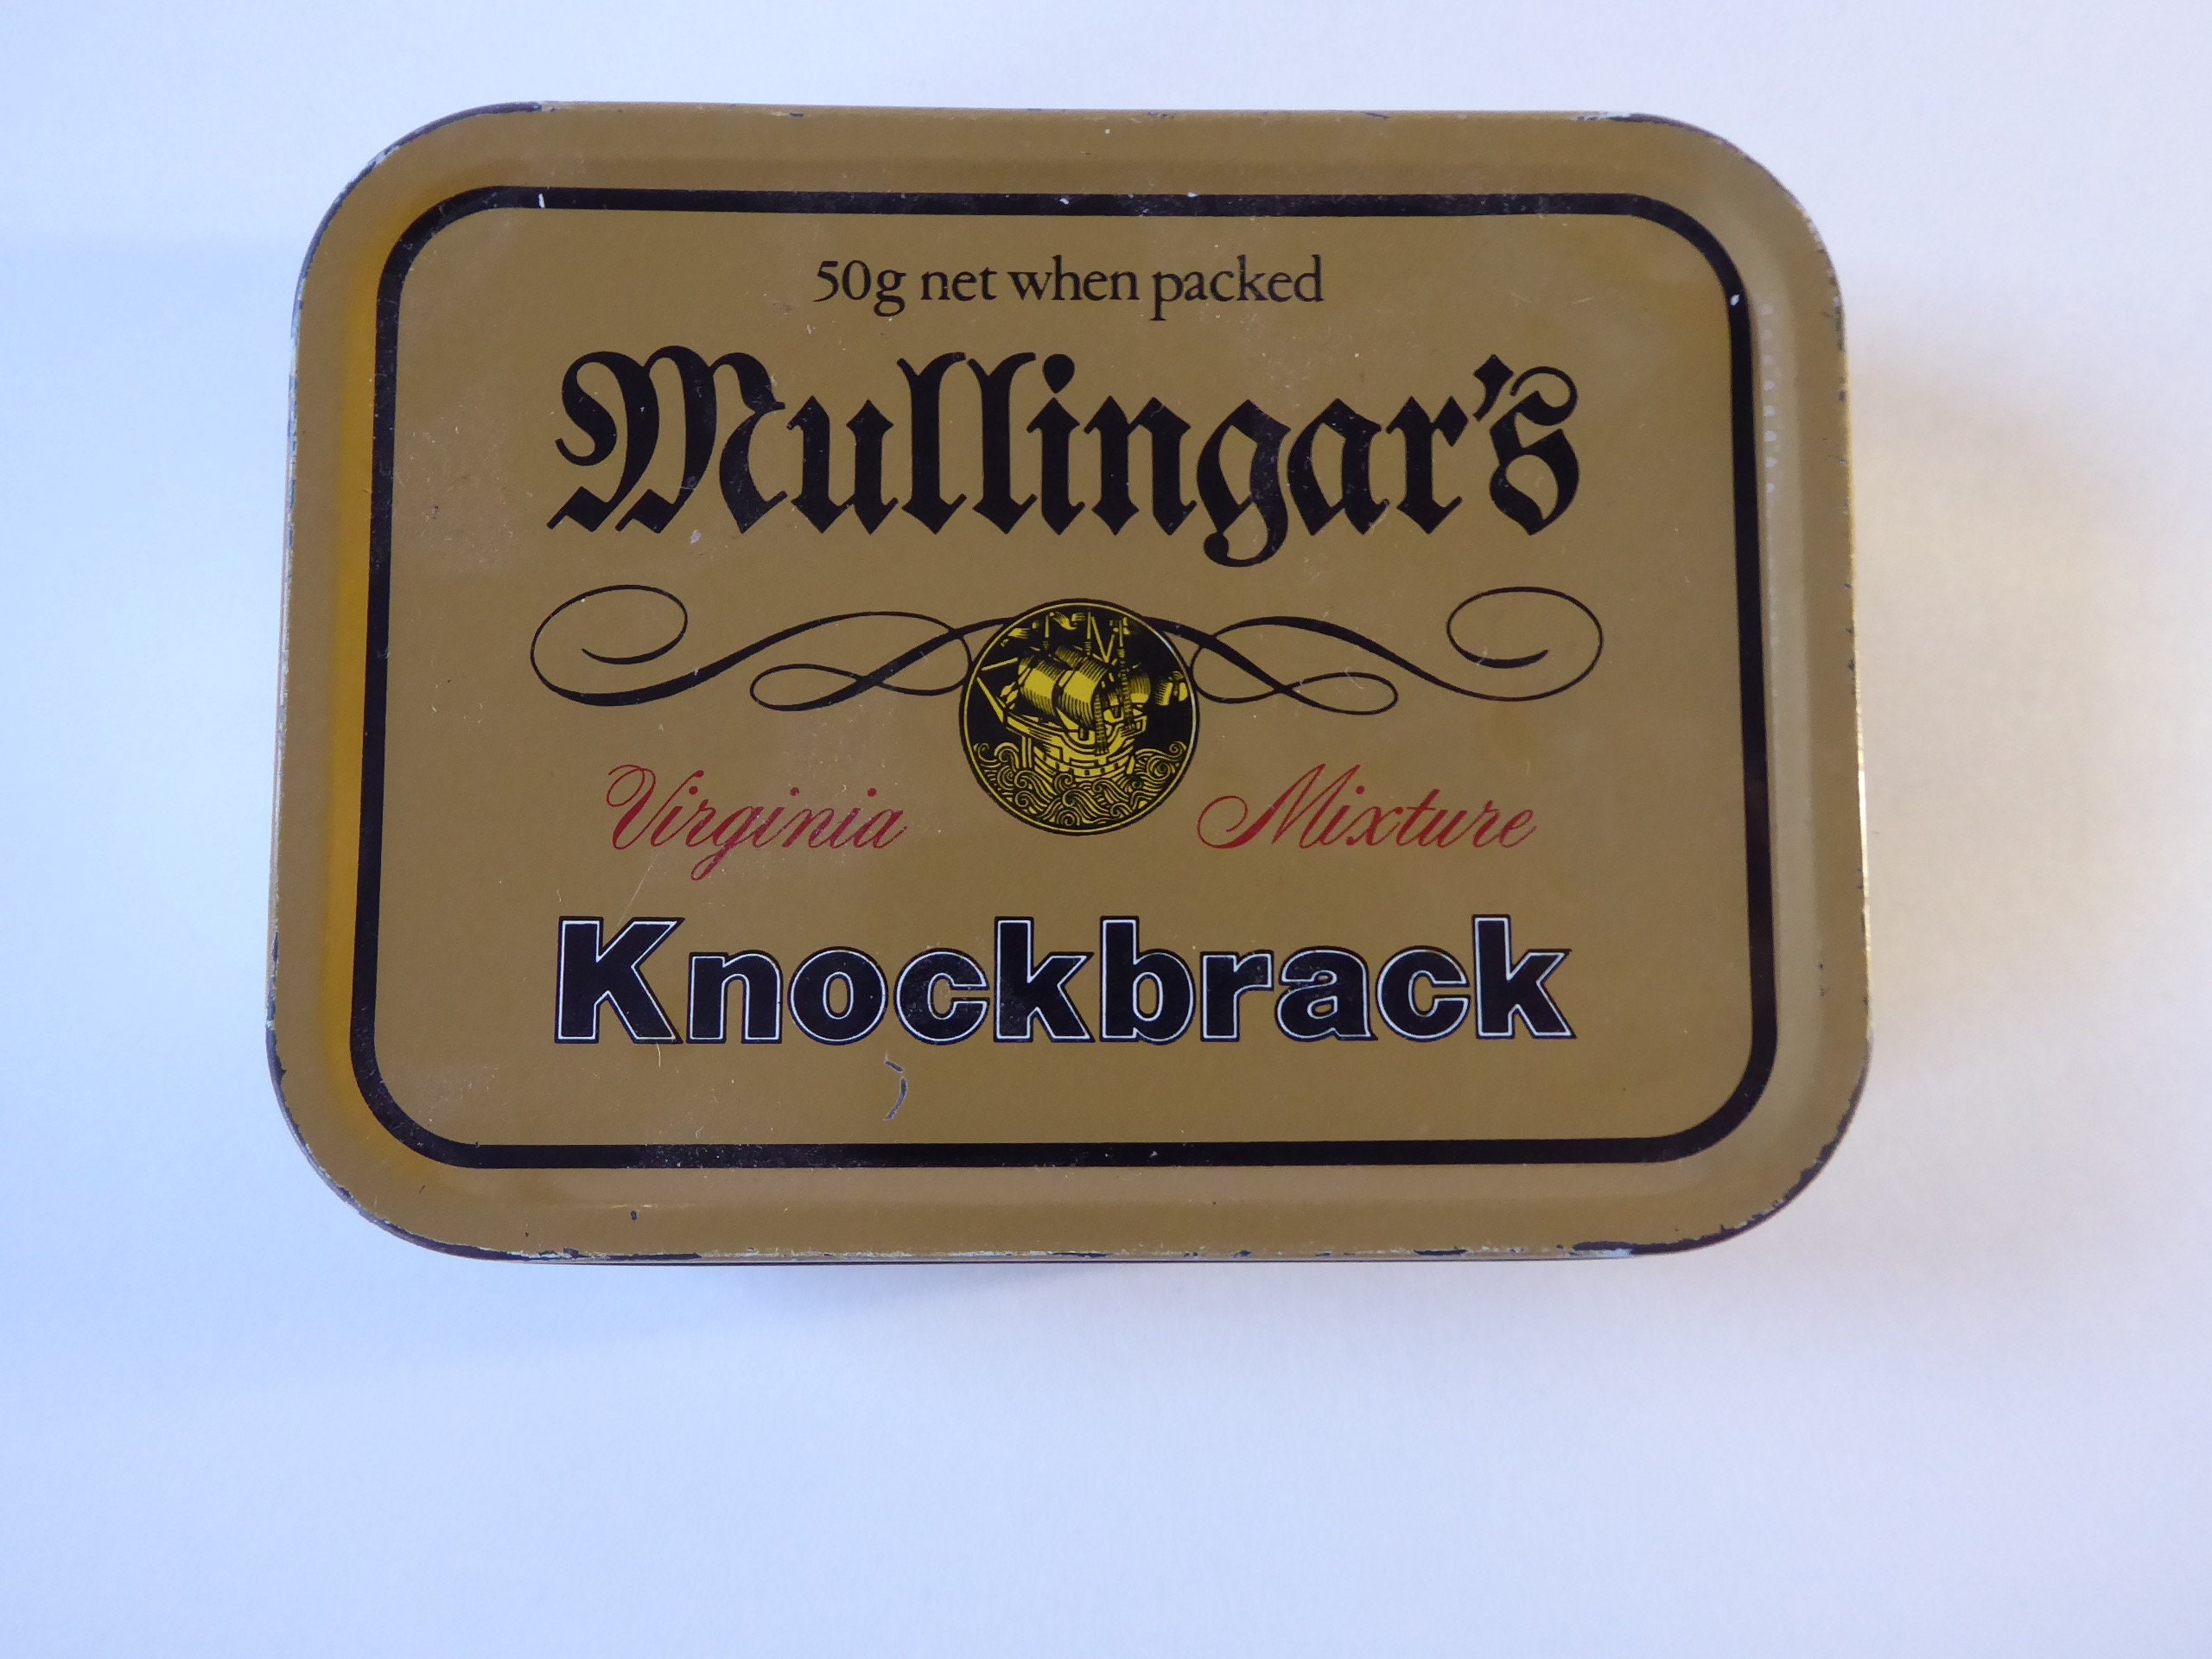 50g net when packed
Mullingar's
Virginia Mixture
Knockbrack